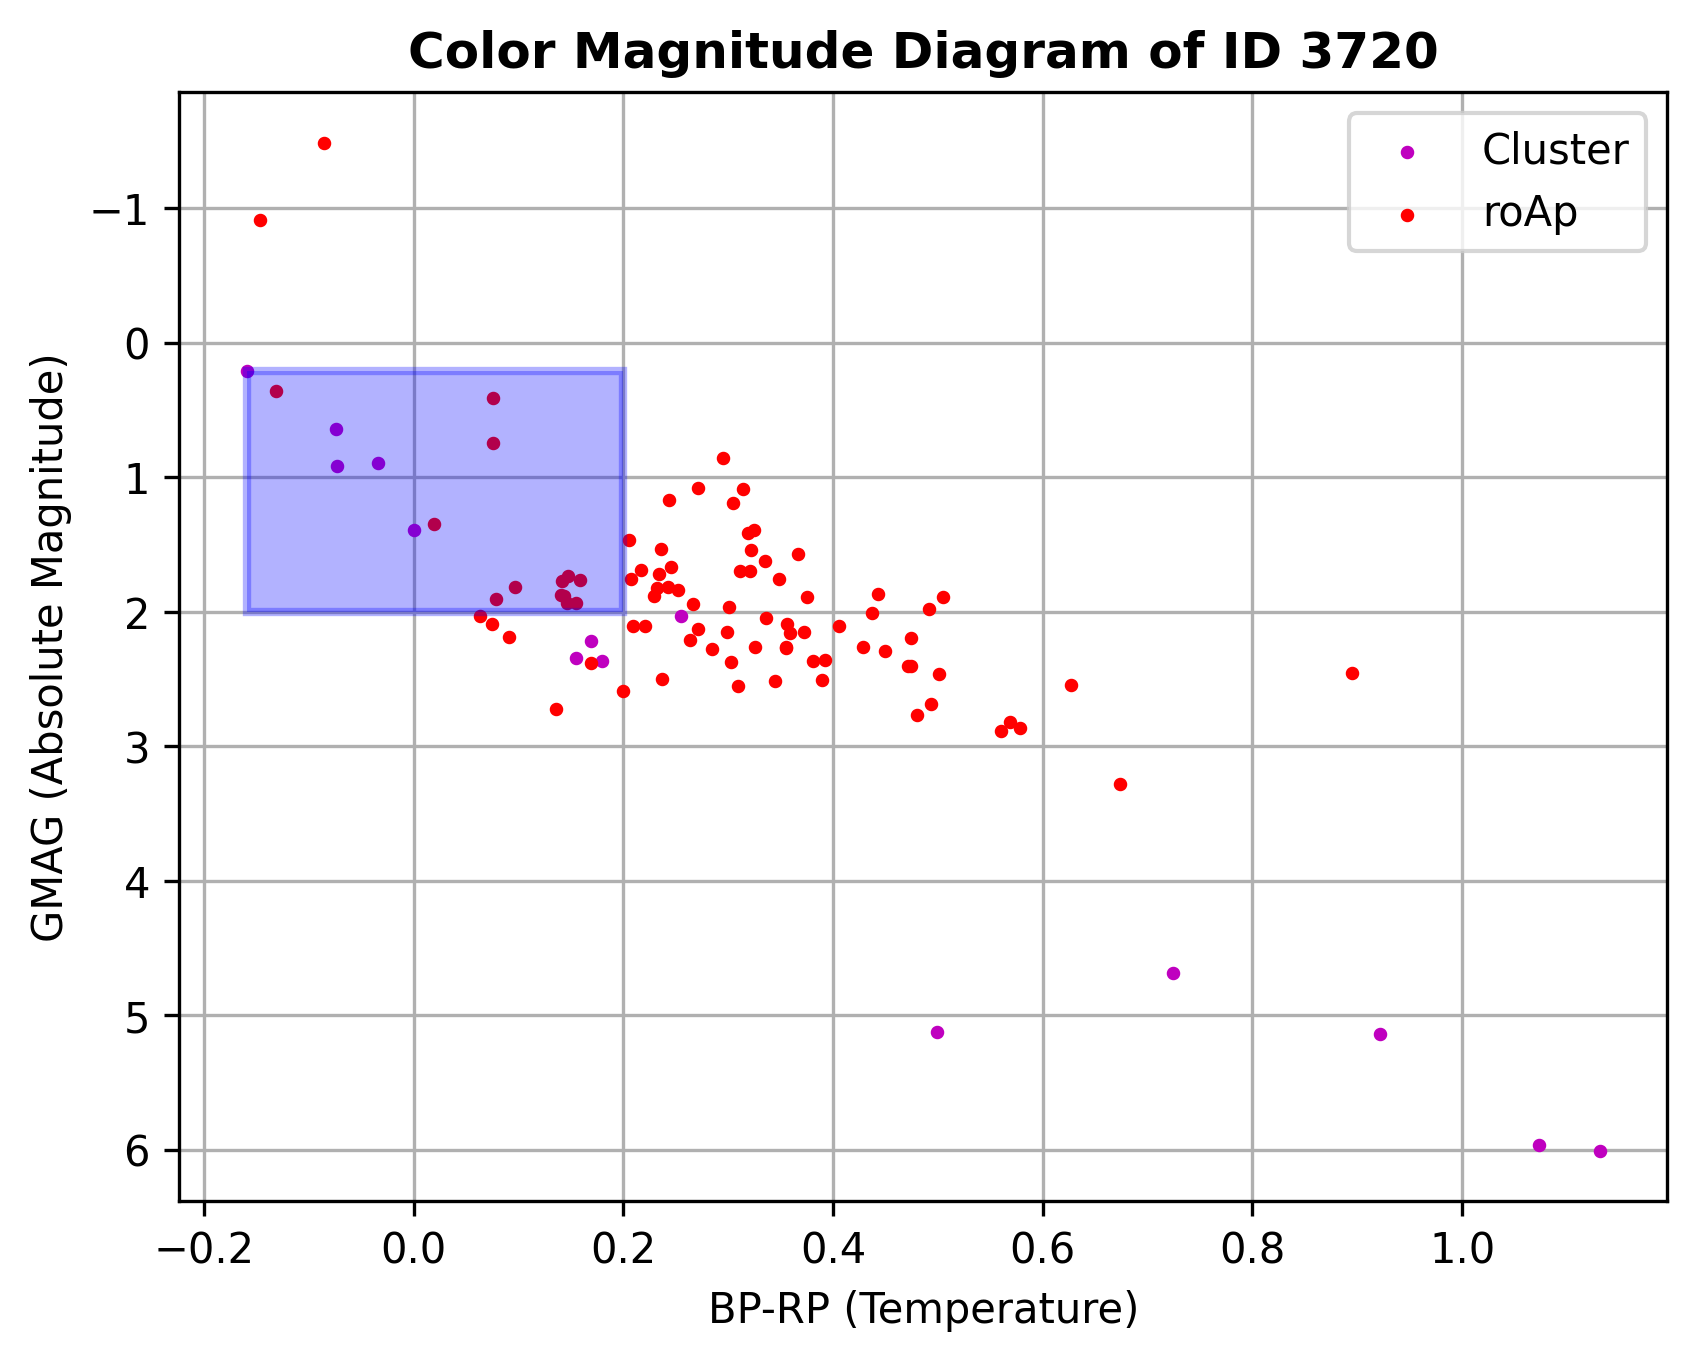 Color Magnitude Diagram of ID 3720
Cluster
roAp
−1
0
1
2
3
4
5
6
GMAG (Absolute Magnitude)
−0.2 0.0 0.2 0.4 0.6 0.8 1.0
BP-RP (Temperature)